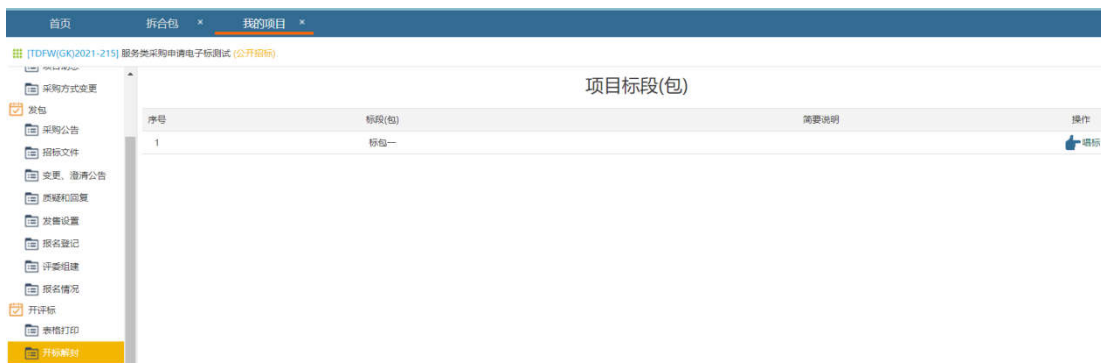 首页 拆合包 × 我的项目 ×
[TDFW(GK)2021-215] 服务类采购申请电子标测试 (公开招标)
采购方式变更
发包
采购公告
招标文件
变更、澄清公告
质疑和回复
发售设置
报名登记
评委组建
报名情况
开评标
表格打印
开标解封
项目标段(包)
序号 标段(包) 简要说明 操作
1 标包一 唱标